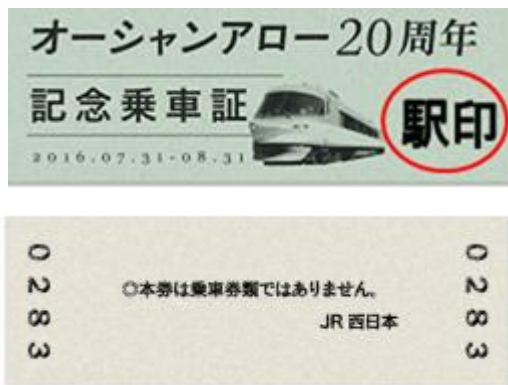 オーシャンアロー20周年
記念乗車証
駅印
2016.07.31-08.31
0283
◎本券は乗車券類ではありません。
JR 西日本
0283